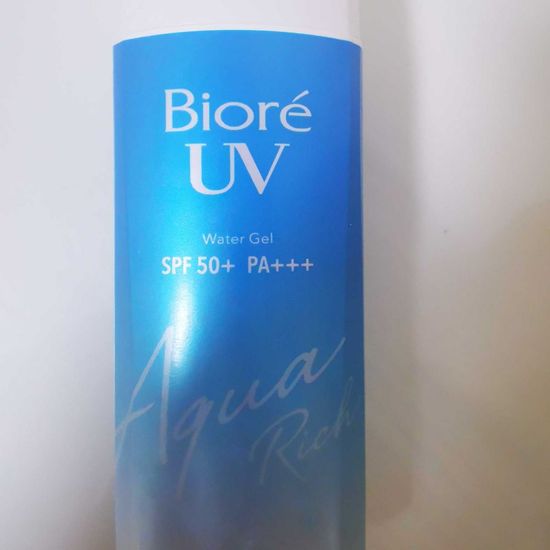 Bioré
UV
Water Gel
SPF 50+ PA+++
Aqua
Rich